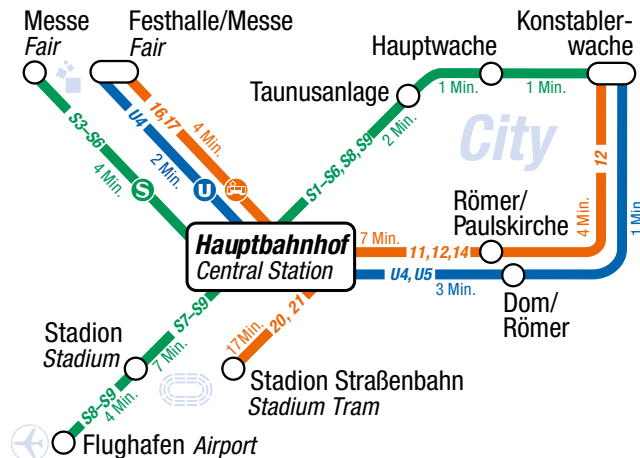 Messe
Fair
Festhalle/Messe
Fair
Konstabler-
wache
Hauptwache
Taunusanlage
1 Min.
1 Min.
2 Min.
S1–S6, S8, S9
City
S3–S6
4 Min.
S
U4
2 Min.
U
16,17
4 Min.
12
4 Min.
1 Min.
Römer/
Paulskirche
Hauptbahnhof
Central Station
7 Min.
11,12,14
U4, U5
3 Min.
Dom/
Römer
S7–S9
7 Min.
17Min.
20, 21
Stadion
Stadium
Stadion Straßenbahn
Stadium Tram
S8–S9
4 Min.
Flughafen Airport